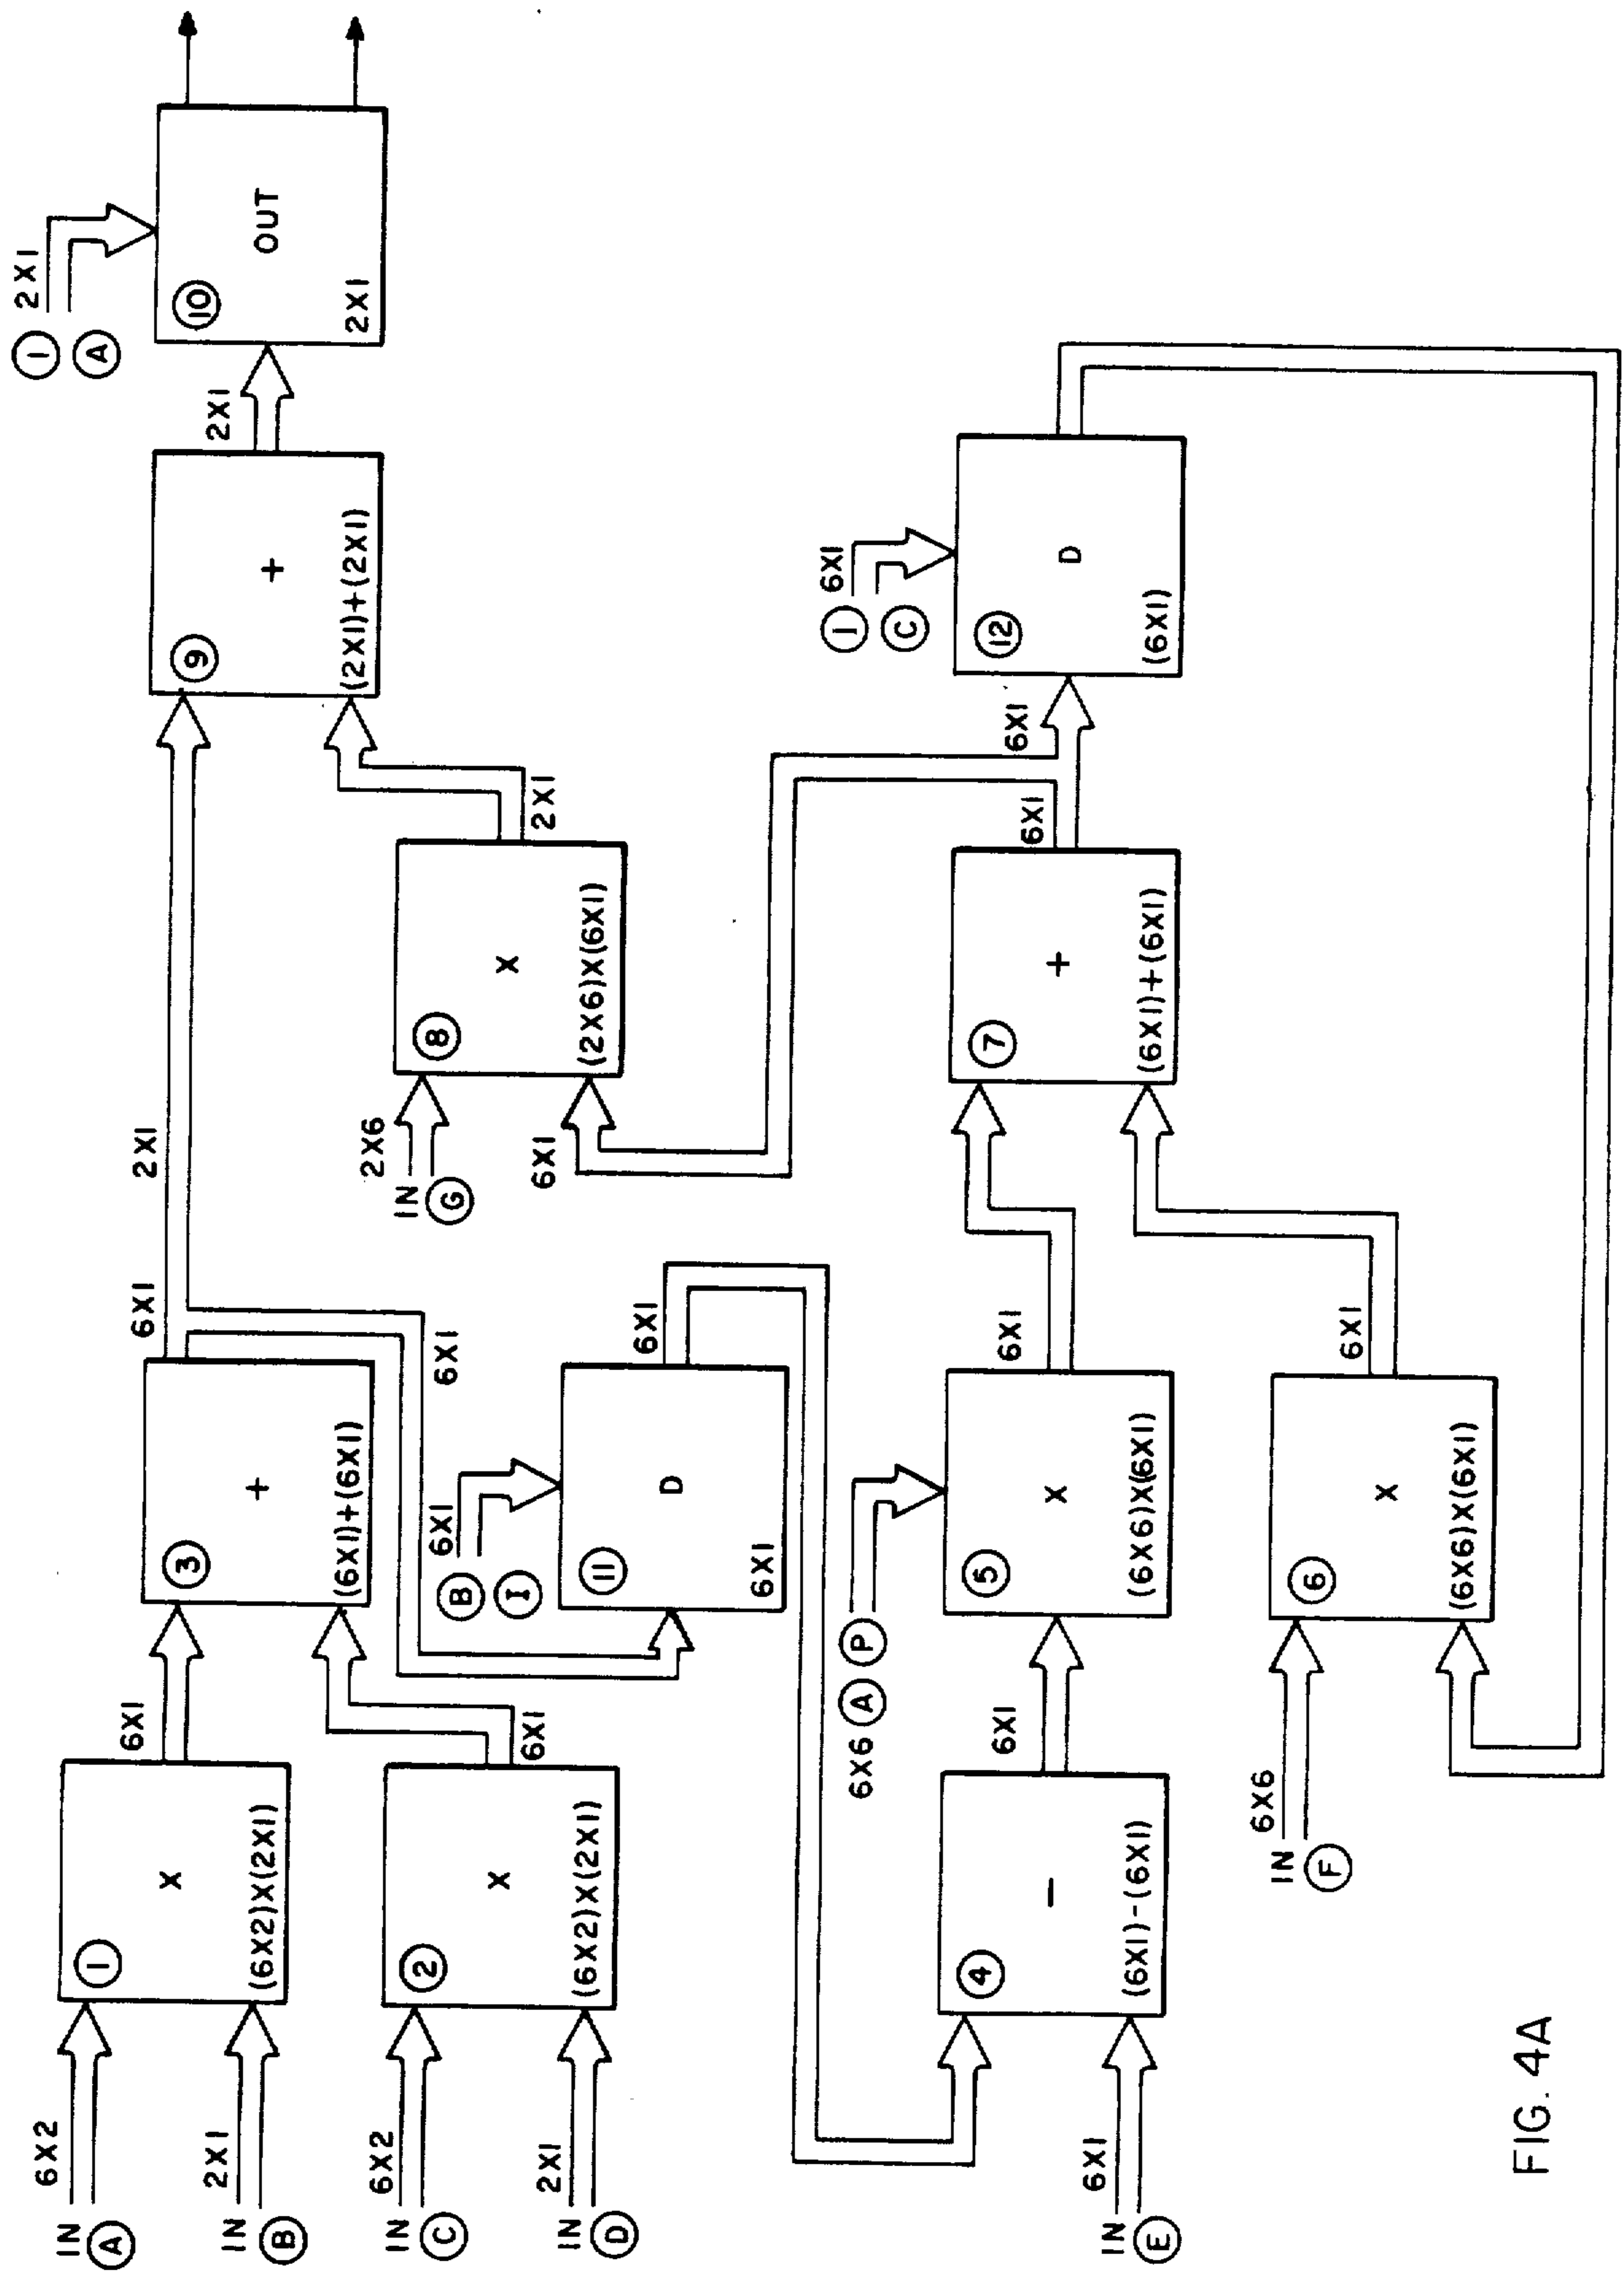 IN
A
6X2
IN
B
2X1
1
X
(6X2)X(2X1)
6X1
IN
C
6X2
IN
D
2X1
2
X
(6X2)X(2X1)
6X1
3
+
(6X1)+(6X1)
6X1
2X1
6X1
B
I
6X1
11
D
6X1
6X1
IN
E
6X1
4
-
(6X1)-(6X1)
6X1
6X6
A
P
5
X
(6X6)X(6X1)
6X1
IN
F
6X6
6
X
(6X6)X(6X1)
6X1
7
+
(6X1)+(6X1)
6X1
6X1
IN
G
2X6
6X1
8
X
(2X6)X(6X1)
2X1
9
+
(2X1)+(2X1)
2X1
I
A
2X1
10
OUT
2X1
I
C
6X1
12
D
(6X1)
FIG. 4A